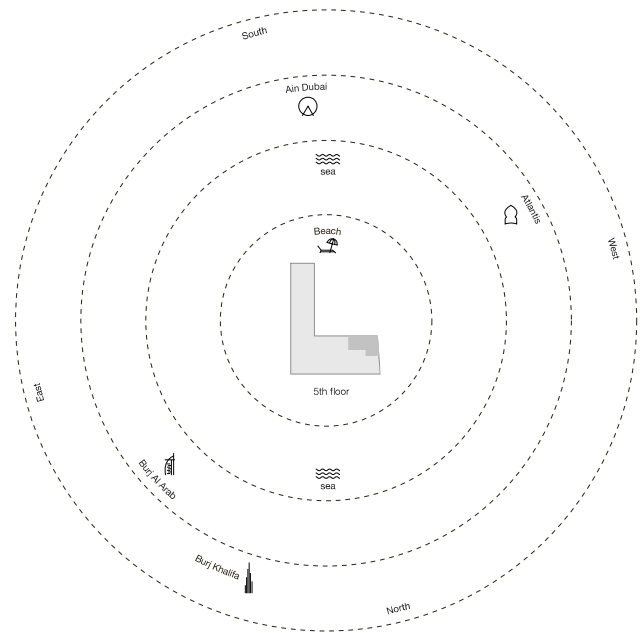 South
Ain Dubai
sea
Atlantis
Beach
West
East
5th floor
Burj Al Arab
sea
Burj Khalifa
North